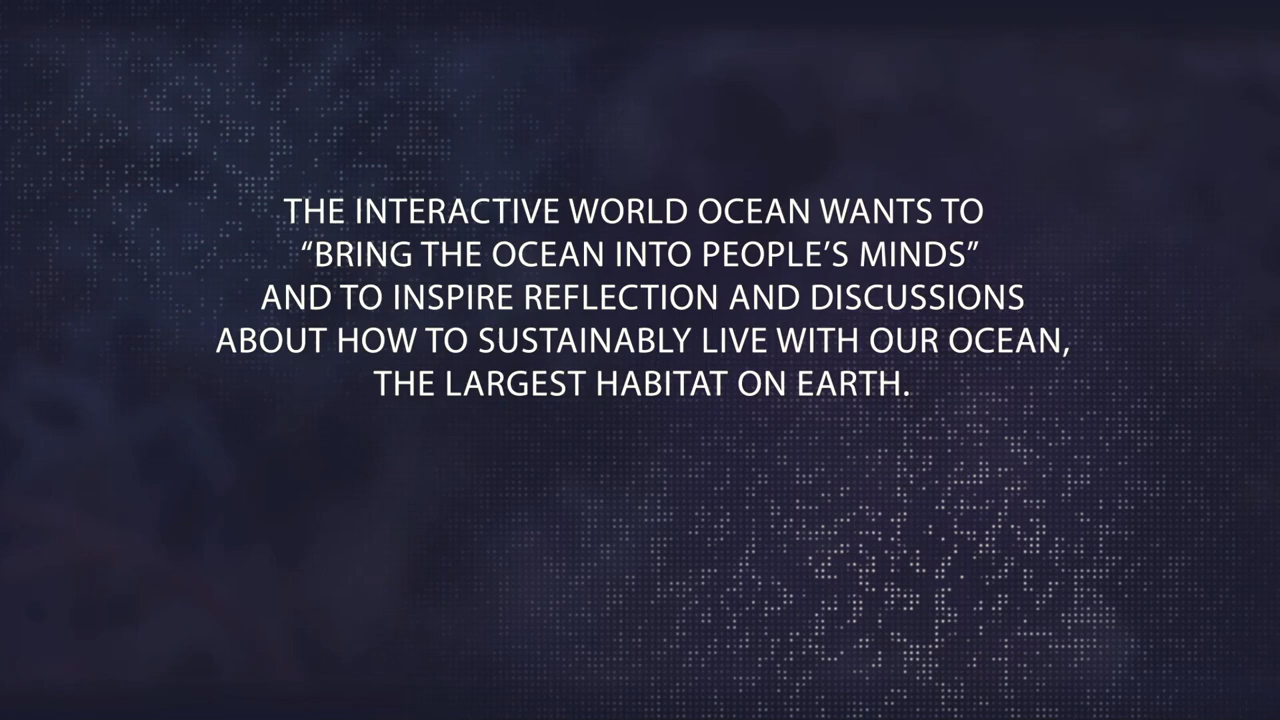 THE INTERACTIVE WORLD OCEAN WANTS TO
“BRING THE OCEAN INTO PEOPLE’S MINDS”
AND TO INSPIRE REFLECTION AND DISCUSSIONS
ABOUT HOW TO SUSTAINABLY LIVE WITH OUR OCEAN,
THE LARGEST HABITAT ON EARTH.